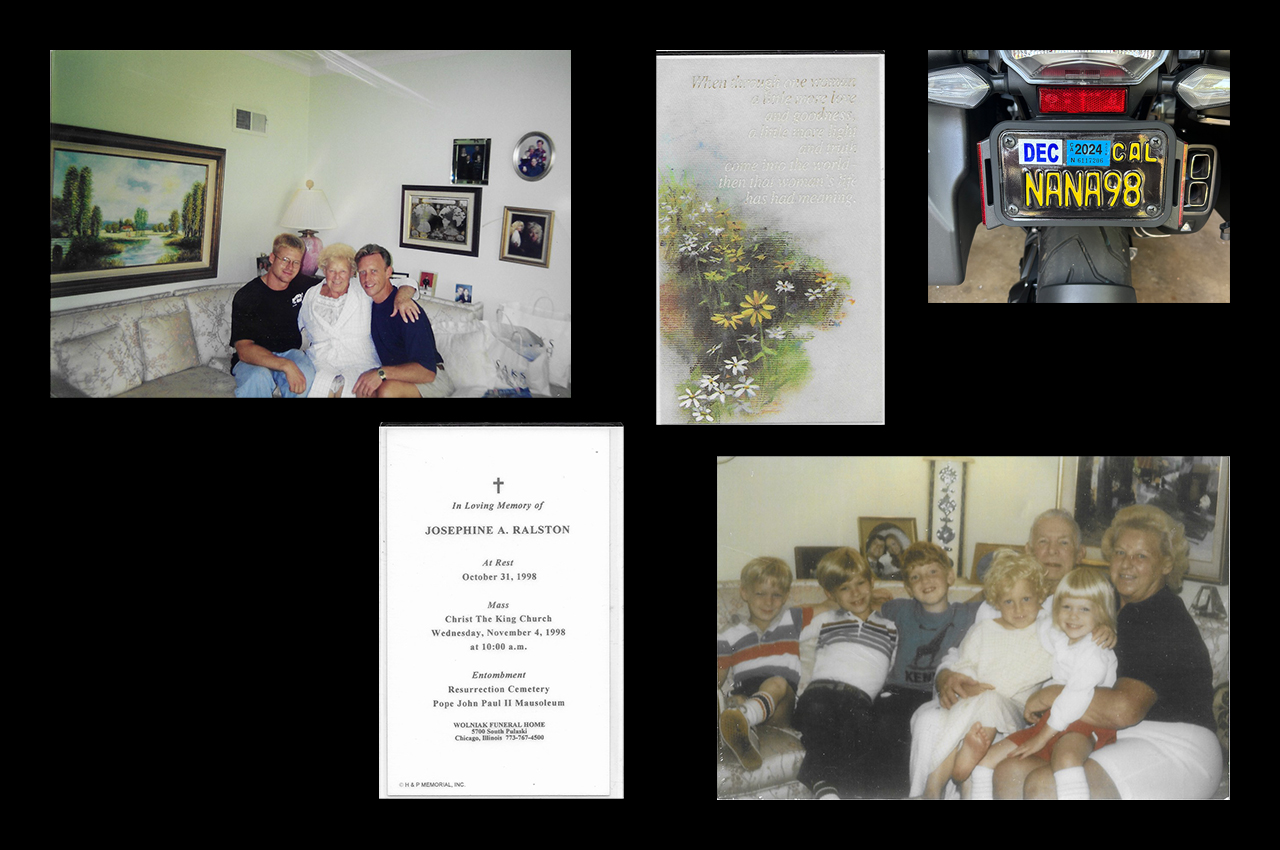 When through one woman
a little more love
and goodness,
a little more light
and truth
come into the world,
then that woman's life
has had meaning.
DEC
2024
CAL
N 6117206
NANA98
In Loving Memory of
JOSEPHINE A. RALSTON
At Rest
October 31, 1998
Mass
Christ The King Church
Wednesday, November 4, 1998
at 10:00 a.m.
Entombment
Resurrection Cemetery
Pope John Paul II Mausoleum
WOLNIAK FUNERAL HOME
5700 South Pulaski
Chicago, Illinois 773-767-4500
© H & P MEMORIAL, INC.